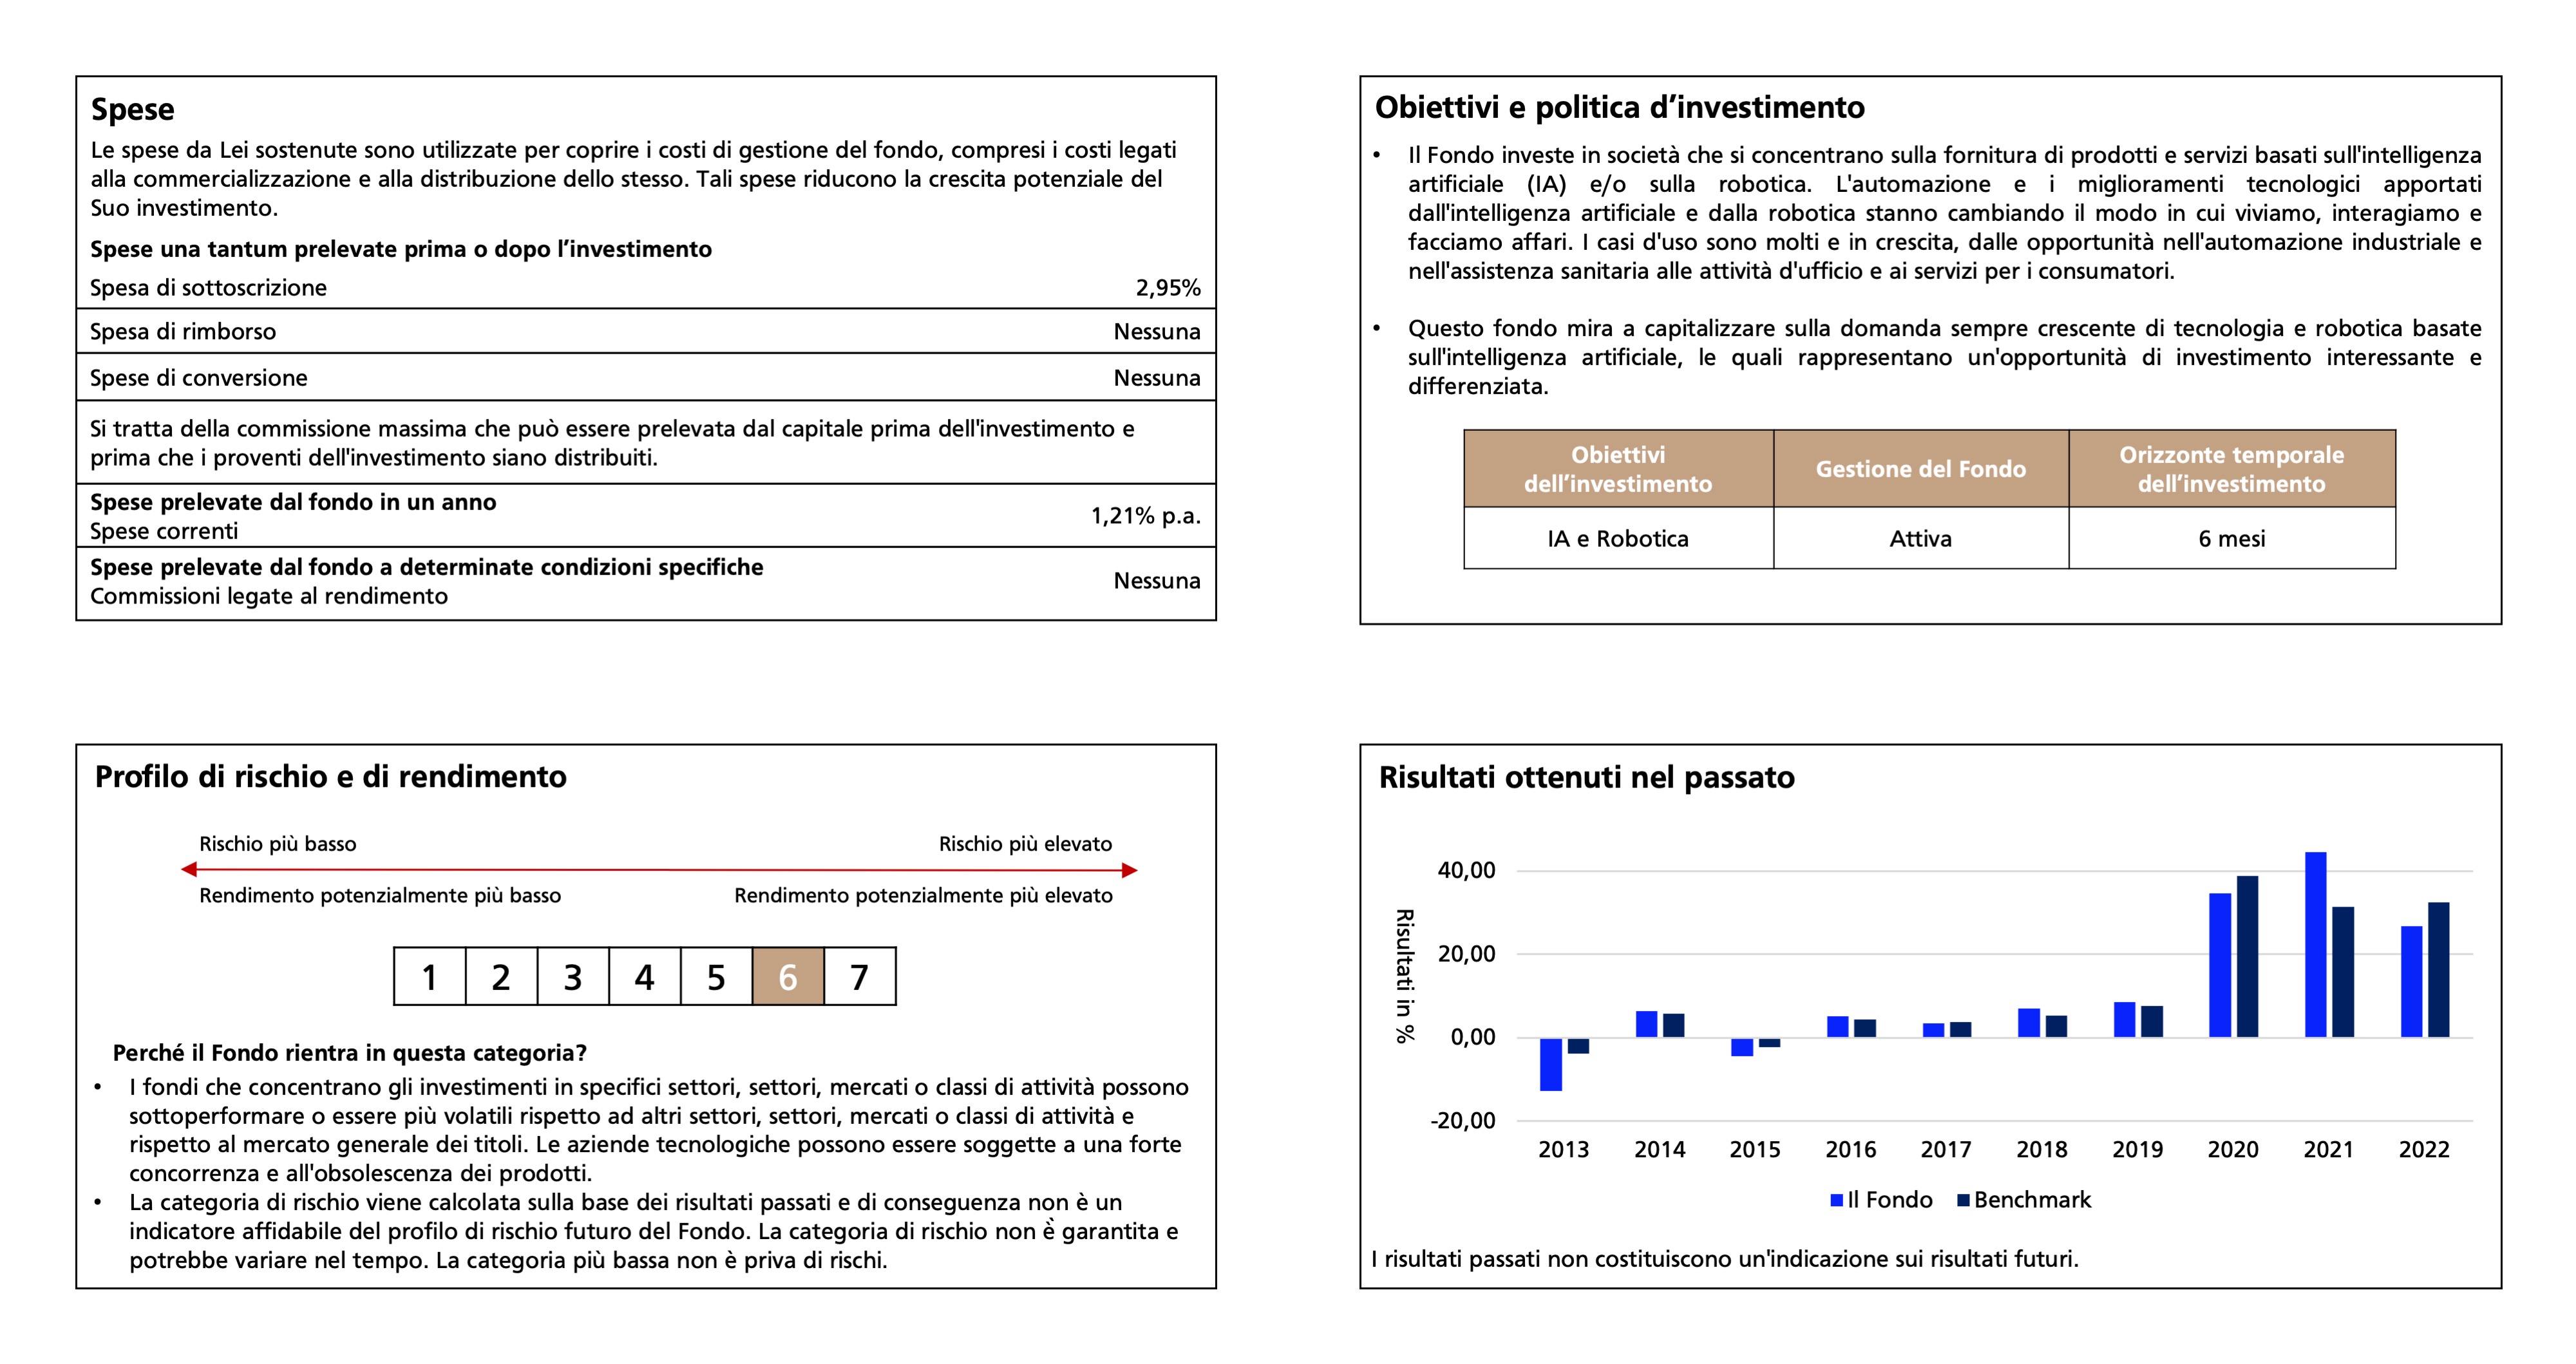 Spese
Le spese da Lei sostenute sono utilizzate per coprire i costi di gestione del fondo, compresi i costi legati
alla commercializzazione e alla distribuzione dello stesso. Tali spese riducono la crescita potenziale del
Suo investimento.
Spese una tantum prelevate prima o dopo l’investimento
Spesa di sottoscrizione 2,95%
Spesa di rimborso Nessuna
Spese di conversione Nessuna
Si tratta della commissione massima che può essere prelevata dal capitale prima dell'investimento e
prima che i proventi dell'investimento siano distribuiti.
Spese prelevate dal fondo in un anno
Spese correnti
1,21% p.a.
Spese prelevate dal fondo a determinate condizioni specifiche
Commissioni legate al rendimento
Nessuna
Obiettivi e politica d’investimento
• Il Fondo investe in società che si concentrano sulla fornitura di prodotti e servizi basati sull'intelligenza
artificiale (IA) e/o sulla robotica. L'automazione e i miglioramenti tecnologici apportati
dall'intelligenza artificiale e dalla robotica stanno cambiando il modo in cui viviamo, interagiamo e
facciamo affari. I casi d'uso sono molti e in crescita, dalle opportunità nell'automazione industriale e
nell'assistenza sanitaria alle attività d'ufficio e ai servizi per i consumatori.
• Questo fondo mira a capitalizzare sulla domanda sempre crescente di tecnologia e robotica basate
sull'intelligenza artificiale, le quali rappresentano un'opportunità di investimento interessante e
differenziata.
Obiettivi
dell’investimento
Gestione del Fondo
Orizzonte temporale
dell’investimento
IA e Robotica Attiva 6 mesi
Profilo di rischio e di rendimento
Rischio più basso Rischio più elevato
Rendimento potenzialmente più basso Rendimento potenzialmente più elevato
1 2 3 4 5 6 7
Perché il Fondo rientra in questa categoria?
• I fondi che concentrano gli investimenti in specifici settori, settori, mercati o classi di attività possono
sottoperformare o essere più volatili rispetto ad altri settori, settori, mercati o classi di attività e
rispetto al mercato generale dei titoli. Le aziende tecnologiche possono essere soggette a una forte
concorrenza e all'obsolescenza dei prodotti.
• La categoria di rischio viene calcolata sulla base dei risultati passati e di conseguenza non è un
indicatore affidabile del profilo di rischio futuro del Fondo. La categoria di rischio non è̀ garantita e
potrebbe variare nel tempo. La categoria più bassa non è priva di rischi.
Risultati ottenuti nel passato
Risultati in %
40,00
20,00
0,00
-20,00
2013 2014 2015 2016 2017 2018 2019 2020 2021 2022
Il Fondo Benchmark
I risultati passati non costituiscono un'indicazione sui risultati futuri.